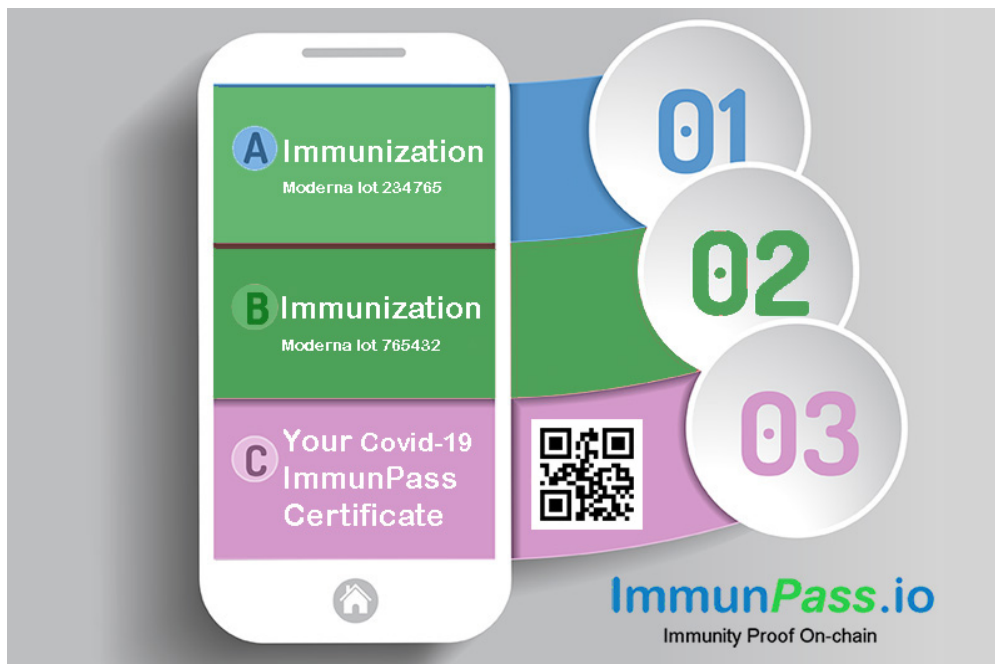 A Immunization
Moderna lot 234765
01
B Immunization
Moderna lot 765432
02
C Your Covid-19
ImmunPass
Certificate
03
ImmunPass.io
Immunity Proof On-chain